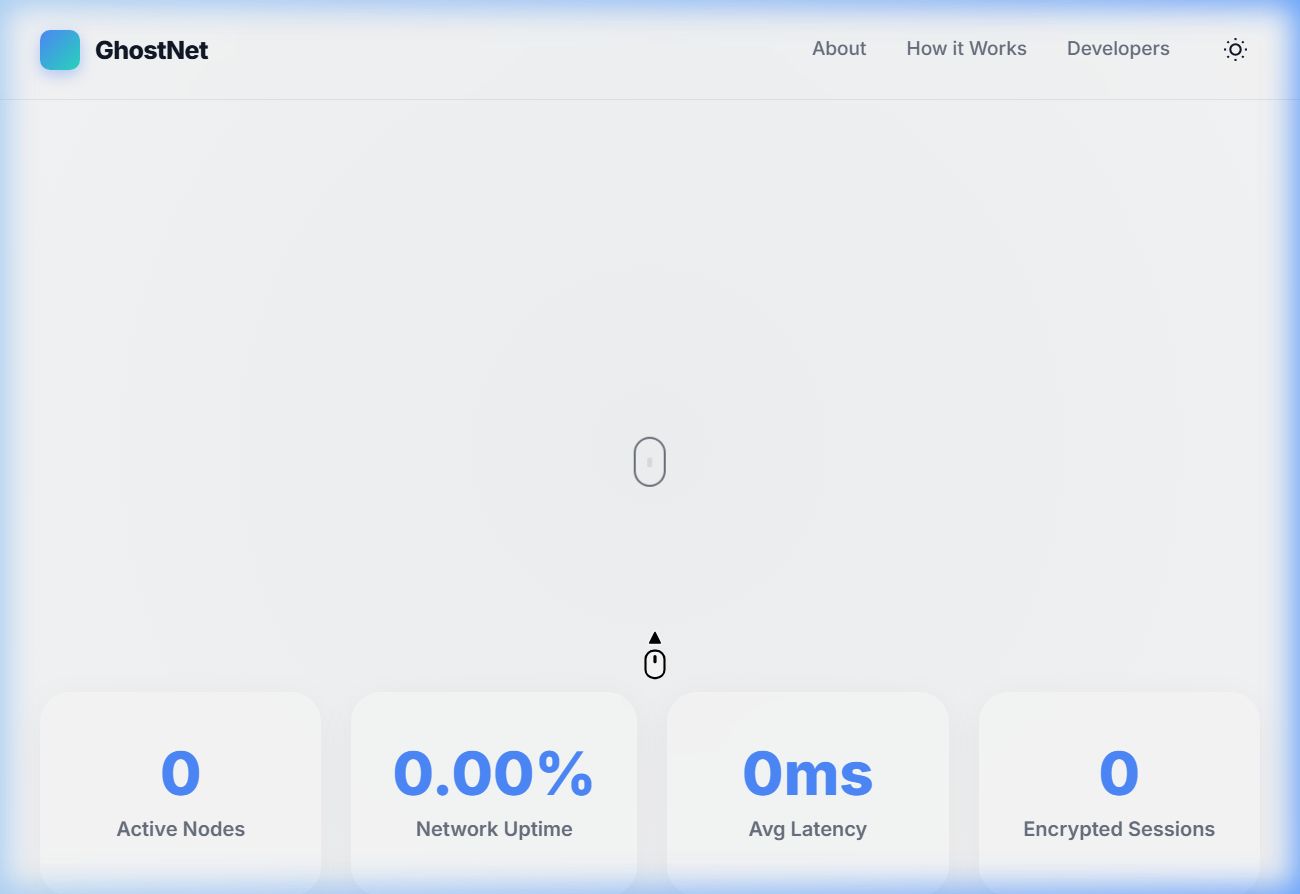 GhostNet
About
How it Works
Developers
0
Active Nodes
0.00%
Network Uptime
0ms
Avg Latency
0
Encrypted Sessions